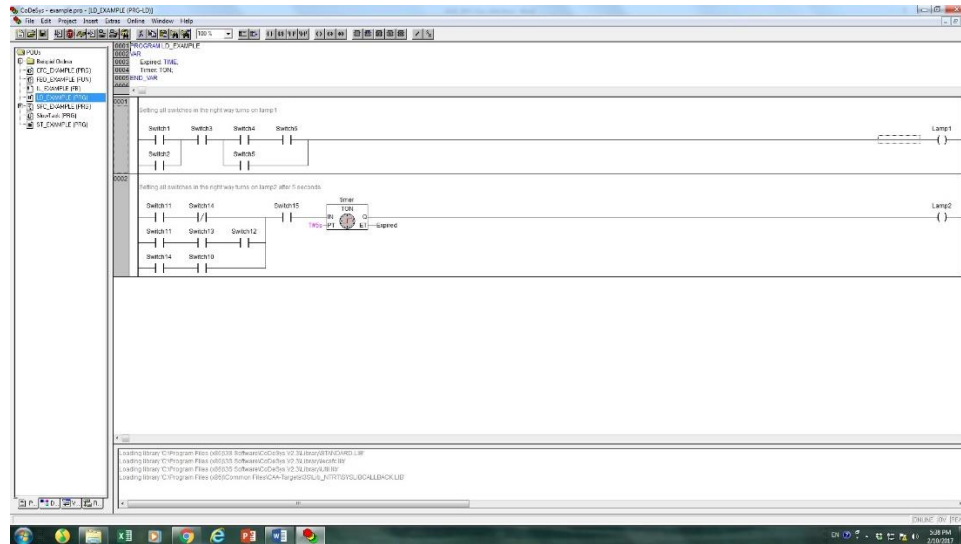 CoDeSys - example.pro - [LD_EXAMPLE (PRG-LD)]
File Edit Project Insert Extras Online Window Help
100 %
POUs
CFC_EXAMPLE (PRG)
FBD_EXAMPLE (FUN)
IL_EXAMPLE (FB)
LD_EXAMPLE (PRG)
SFC_EXAMPLE (PRG)
ST_EXAMPLE (PRG)
0001 PROGRAM LD_EXAMPLE
0002 VAR
0003 Expired: TIME;
0004 Timer: TON;
0005 END_VAR
0006
0001
Setting all switches in the right way turns on lamp1
Switch1 Switch3 Switch4 Switch6 Lamp1
Switch2 Switch5
0002
Setting all switches in the right way turns on lamp2 after 5 seconds
timer
Switch11 Switch14 Switch15 TON Lamp2
IN Q
T#5s PT ET Expired
Switch11 Switch13 Switch12
Switch14 Switch10
Loading library 'C:\Program Files (x86)\3S Software\CoDeSys V2.3\Library\STANDARD.LIB'
Loading library 'C:\Program Files (x86)\3S Software\CoDeSys V2.3\Library\Iecsfc.lib'
Loading library 'C:\Program Files (x86)\3S Software\CoDeSys V2.3\Library\Util.lib'
Loading library 'C:\Program Files (x86)\Common Files\CAA-Targets\3S\Lib_NTRT\SYSLIBCALLBACK.LIB'
ONLINE OV
EN
5:38 PM
2/10/2017